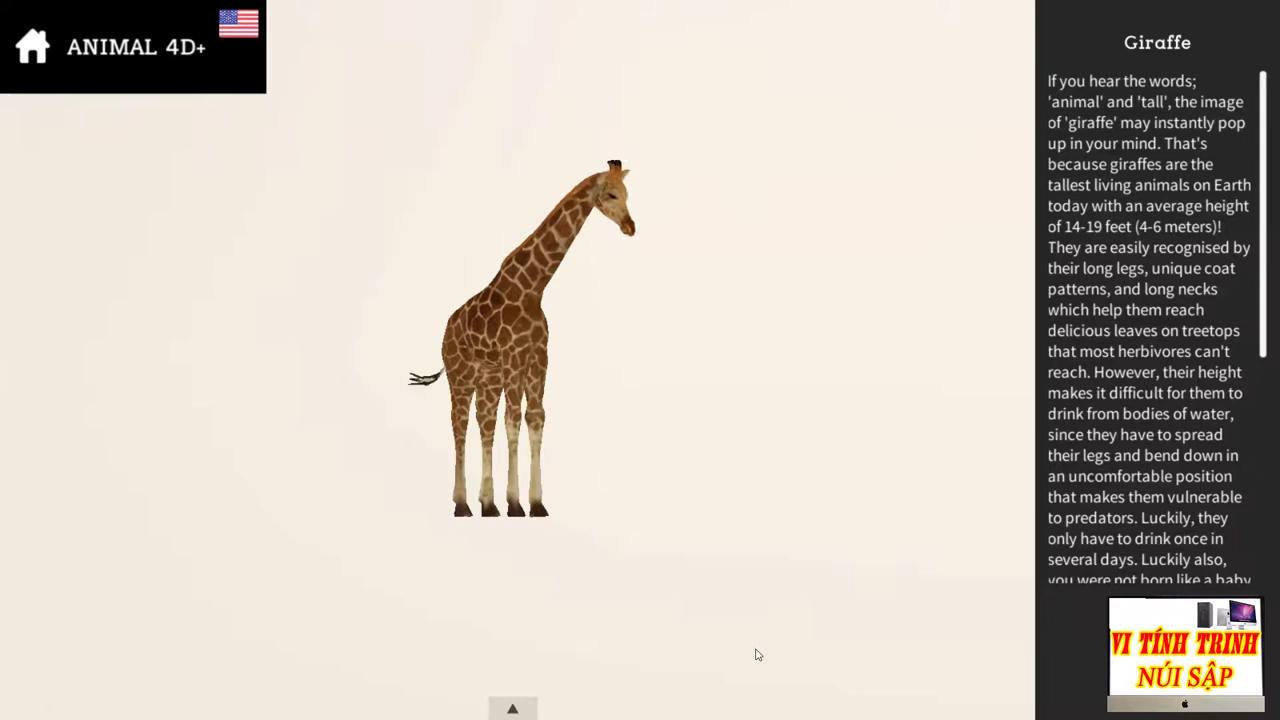 ANIMAL 4D+
Giraffe
If you hear the words;
'animal' and 'tall', the image
of 'giraffe' may instantly pop
up in your mind. That's
because giraffes are the
tallest living animals on Earth
today with an average height
of 14-19 feet (4-6 meters)!
They are easily recognised by
their long legs, unique coat
patterns, and long necks
which help them reach
delicious leaves on treetops
that most herbivores can't
reach. However, their height
makes it difficult for them to
drink from bodies of water,
since they have to spread
their legs and bend down in
an uncomfortable position
that makes them vulnerable
to predators. Luckily, they
only have to drink once in
several days. Luckily also,
you were not born like a baby
VI TÍNH TRINH
NÚI SẬP